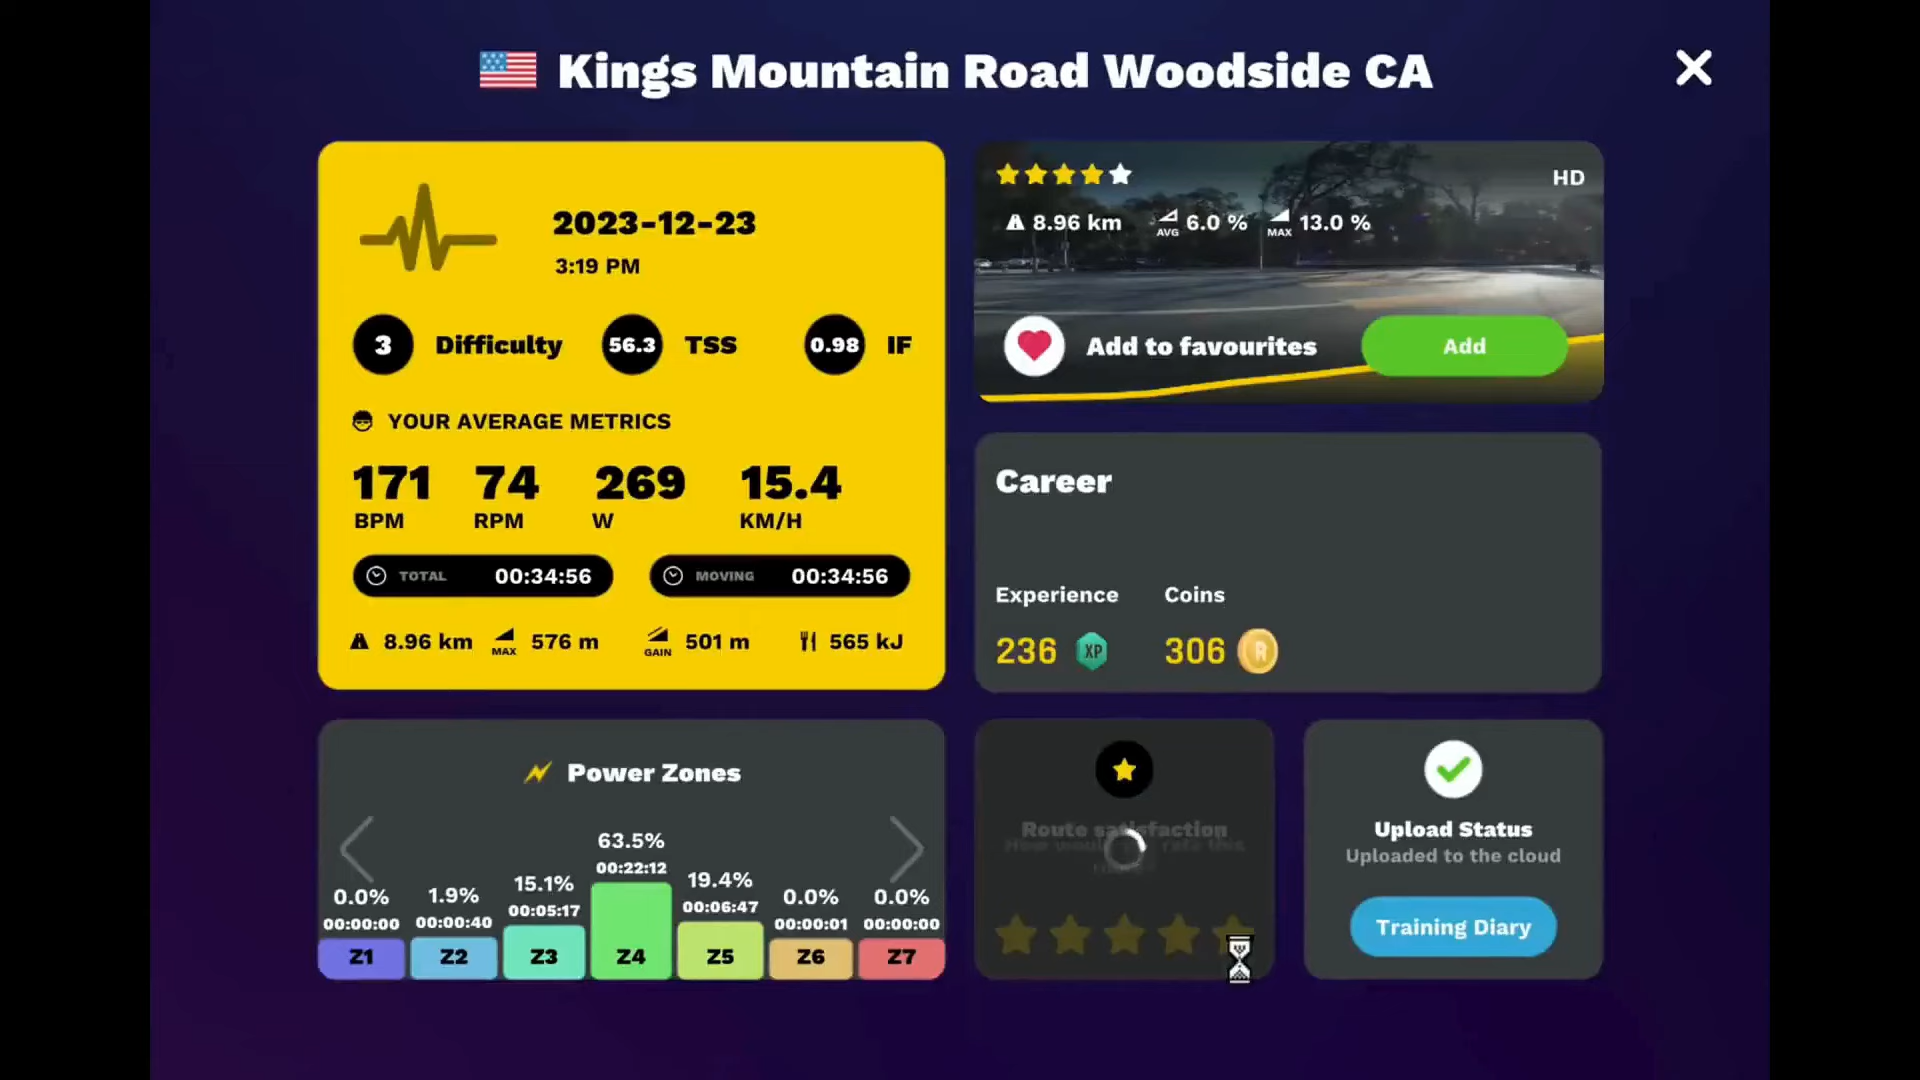 Kings Mountain Road Woodside CA
2023-12-23
3:19 PM
3 Difficulty 56.3 TSS 0.98 IF
YOUR AVERAGE METRICS
171 74 269 15.4
BPM RPM W KM/H
TOTAL 00:34:56 MOVING 00:34:56
8.96 km MAX 576 m GAIN 501 m 565 kJ
HD
8.96 km AVG 6.0 % MAX 13.0 %
Add to favourites Add
Career
Experience Coins
236 XP 306 R
Power Zones
0.0% 1.9% 15.1% 63.5% 19.4% 0.0% 0.0%
00:00:00 00:00:40 00:05:17 00:22:12 00:06:47 00:00:01 00:00:00
Z1 Z2 Z3 Z4 Z5 Z6 Z7
Route satisfaction
How would rate this
Upload Status
Uploaded to the cloud
Training Diary